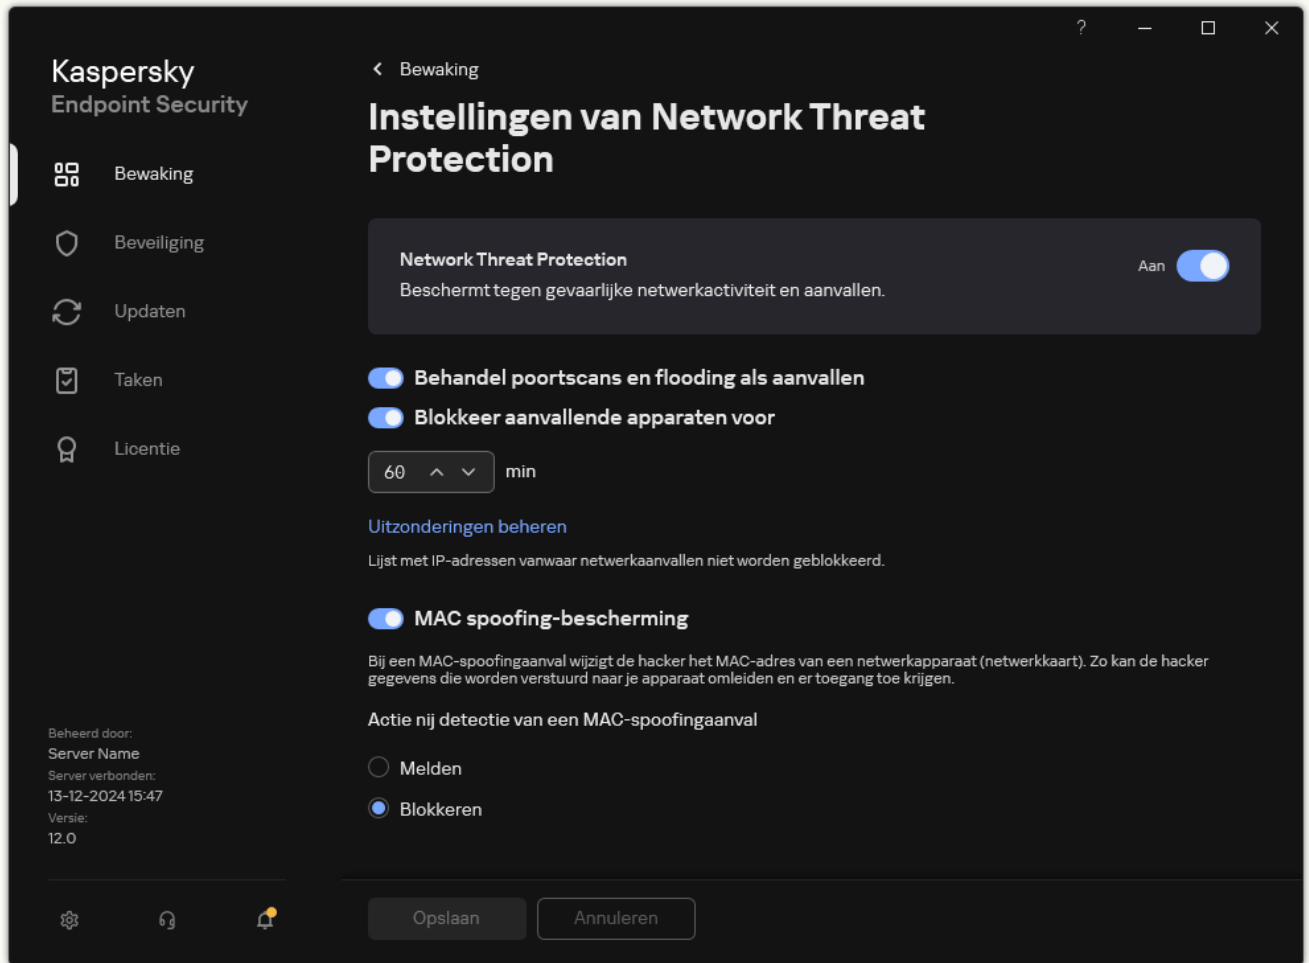 ?
Kaspersky
Endpoint Security
Bewaking
Beveiliging
Updaten
Taken
Licentie
Beheerd door:
Server Name
Server verbonden:
13-12-2024 15:47
Versie:
12.0
Bewaking
Instellingen van Network Threat
Protection
Network Threat Protection
Beschermt tegen gevaarlijke netwerkactiviteit en aanvallen.
Aan
Behandel poortscans en flooding als aanvallen
Blokkeer aanvallende apparaten voor
60 min
Uitzonderingen beheren
Lijst met IP-adressen vanwaar netwerkaanvallen niet worden geblokkeerd.
MAC spoofing-bescherming
Bij een MAC-spoofingaanval wijzigt de hacker het MAC-adres van een netwerkapparaat (netwerkkaart). Zo kan de hacker
gegevens die worden verstuurd naar je apparaat omleiden en er toegang toe krijgen.
Actie nij detectie van een MAC-spoofingaanval
Melden
Blokkeren
Opslaan
Annuleren